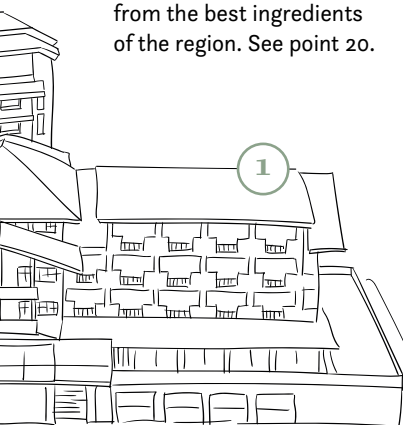 from the best ingredients
of the region. See point 20.
1